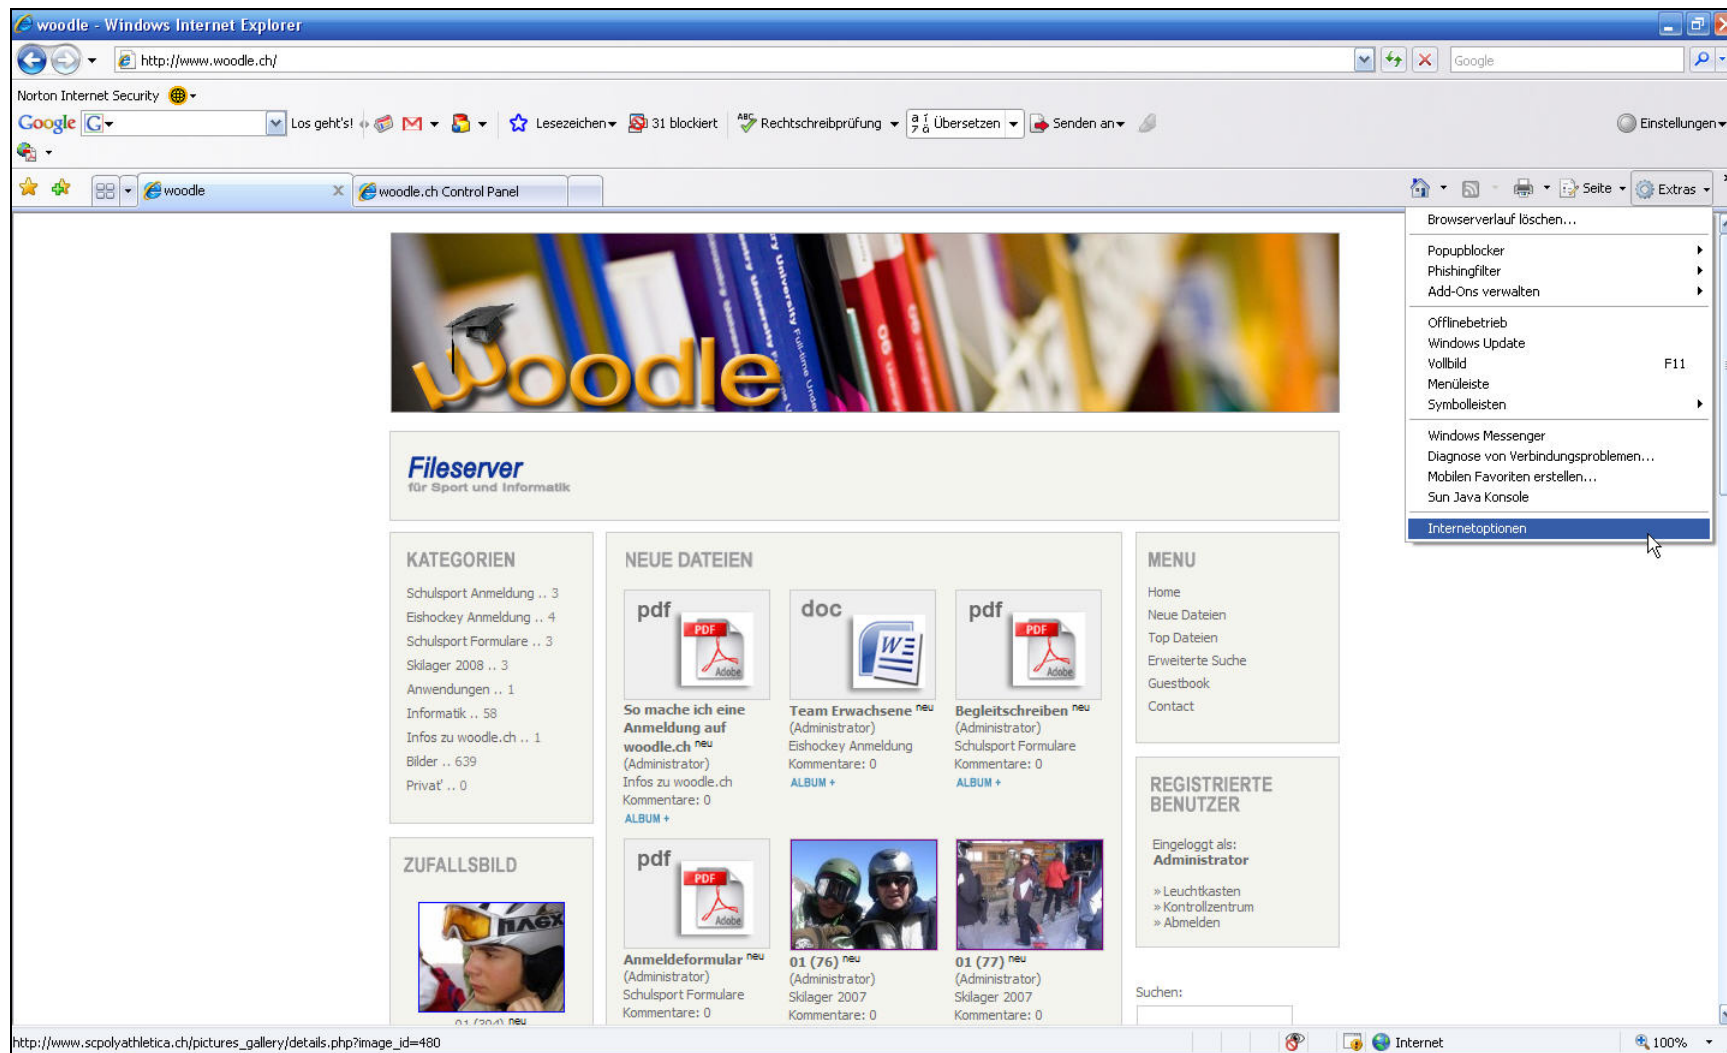 woodle - Windows Internet Explorer
http://www.woodle.ch/
Google
Norton Internet Security
Google G Los geht's! Lesezeichen 31 blockiert ABC Rechtschreibprüfung Übersetzen Senden an Einstellungen
woodle woodle.ch Control Panel Seite Extras
Browserverlauf löschen...
Popupblocker
Phishingfilter
Add-Ons verwalten
Offlinebetrieb
Windows Update
Vollbild F11
Menüleiste
Symbolleisten
Windows Messenger
Diagnose von Verbindungsproblemen...
Mobilen Favoriten erstellen...
Sun Java Konsole
Internetoptionen
woodle
Fileserver
für Sport und Informatik
KATEGORIEN
Schulsport Anmeldung .. 3
Eishockey Anmeldung .. 4
Schulsport Formulare .. 3
Skilager 2008 .. 3
Anwendungen .. 1
Informatik .. 58
Infos zu woodle.ch .. 1
Bilder .. 639
Privat' .. 0
ZUFALLSBILD
NEUE DATEIEN
pdf
PDF
Adobe
So mache ich eine
Anmeldung auf
woodle.ch neu
(Administrator)
Infos zu woodle.ch
Kommentare: 0
ALBUM +
doc
W
Team Erwachsene neu
(Administrator)
Eishockey Anmeldung
Kommentare: 0
ALBUM +
pdf
PDF
Adobe
Begleitschreiben neu
(Administrator)
Schulsport Formulare
Kommentare: 0
ALBUM +
pdf
PDF
Adobe
Anmeldeformular neu
(Administrator)
Schulsport Formulare
Kommentare: 0
01 (76) neu
(Administrator)
Skilager 2007
Kommentare: 0
01 (77) neu
(Administrator)
Skilager 2007
Kommentare: 0
MENU
Home
Neue Dateien
Top Dateien
Erweiterte Suche
Guestbook
Contact
REGISTRIERTE
BENUTZER
Eingeloggt als:
Administrator
» Leuchtkasten
» Kontrollzentrum
» Abmelden
Suchen:
http://www.scpolyathletica.ch/pictures_gallery/details.php?image_id=480
Internet
100%